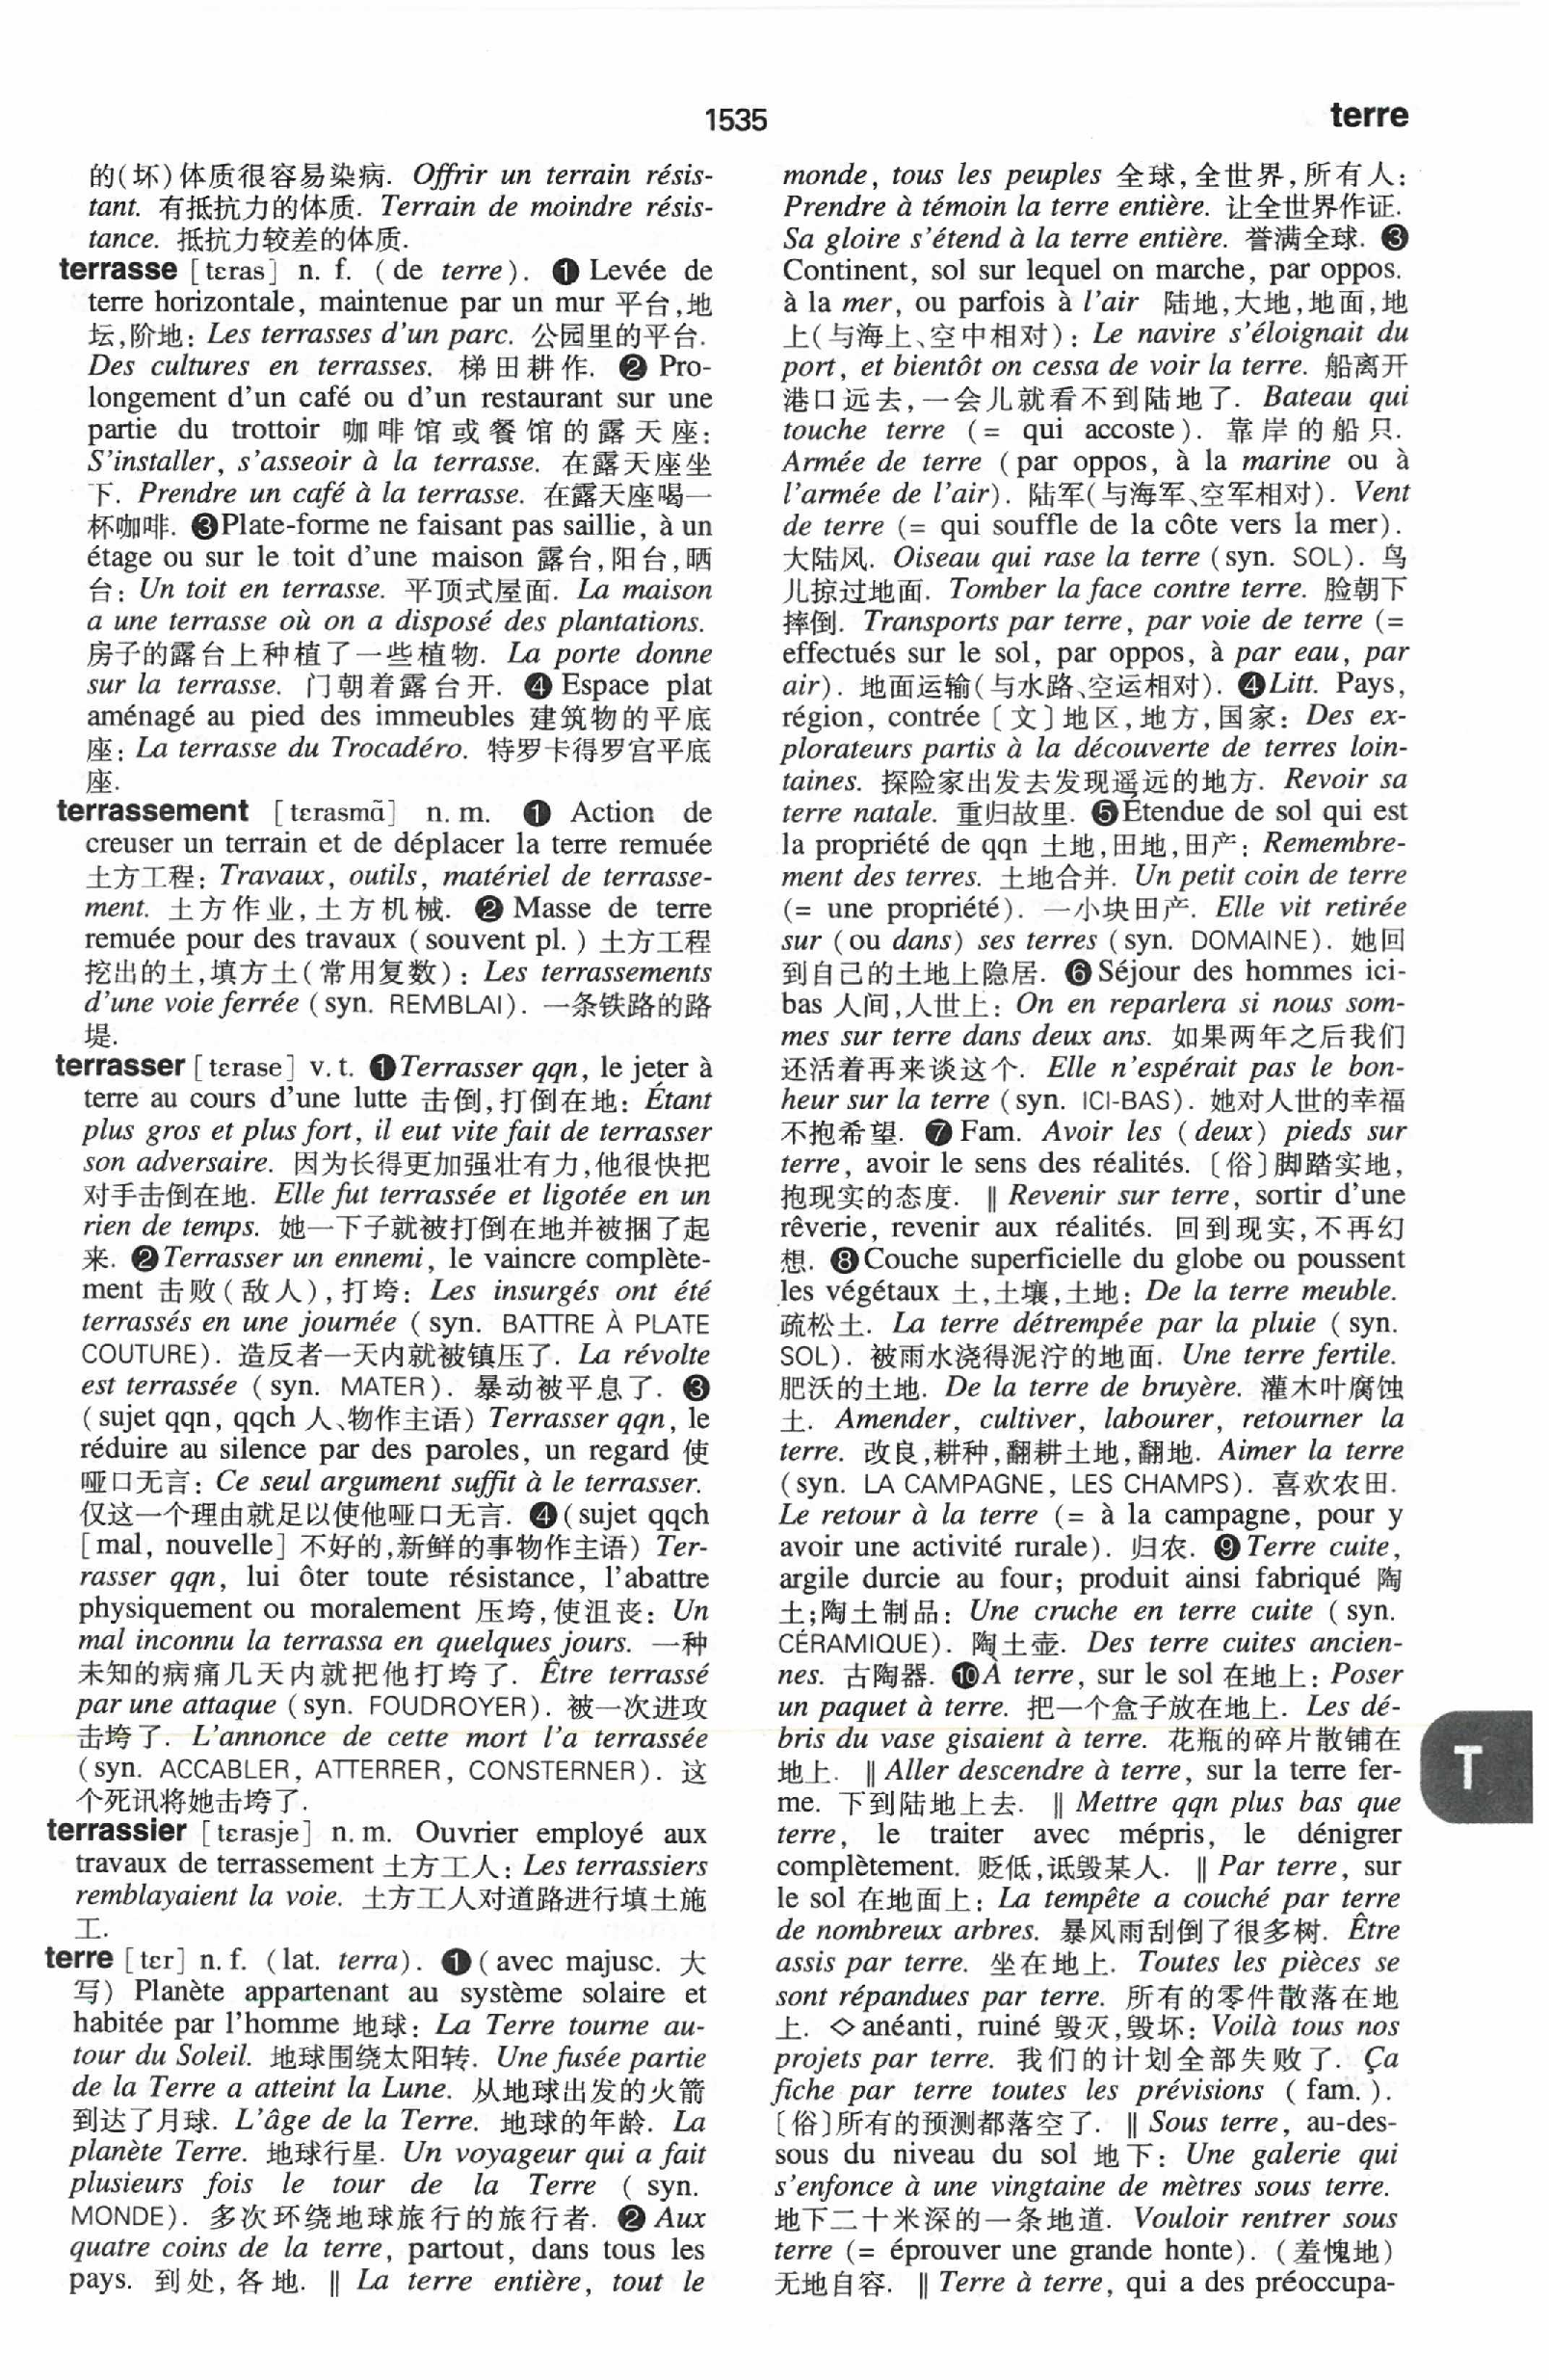 1535
terre
的(坏)体质很容易染病. Offrir un terrain résis-
tant. 有抵抗力的体质. Terrain de moindre résis-
tance. 抵抗力较差的体质.
terrasse [tɛras] n. f. (de terre). ❶ Levée de
terre horizontale, maintenue par un mur 平台,地
坛,阶地: Les terrasses d'un parc. 公园里的平台.
Des cultures en terrasses. 梯田耕作. ❷ Pro-
longement d'un café ou d'un restaurant sur une
partie du trottoir 咖啡馆或餐馆的露天座:
S'installer, s'asseoir à la terrasse. 在露天座坐
下. Prendre un café à la terrasse. 在露天座喝一
杯咖啡. ❸Plate-forme ne faisant pas saillie, à un
étage ou sur le toit d'une maison 露台,阳台,晒
台: Un toit en terrasse. 平顶式屋面. La maison
a une terrasse où on a disposé des plantations.
房子的露台上种植了一些植物. La porte donne
sur la terrasse. 门朝着露台开. ❹ Espace plat
aménagé au pied des immeubles 建筑物的平底
座: La terrasse du Trocadéro. 特罗卡得罗宫平底
座.
terrassement [tɛrasmã] n. m. ❶ Action de
creuser un terrain et de déplacer la terre remuée
土方工程: Travaux, outils, matériel de terrasse-
ment. 土方作业,土方机械. ❷ Masse de terre
remuée pour des travaux (souvent pl.) 土方工程
挖出的土,填方土(常用复数): Les terrassements
d'une voie ferrée (syn. REMBLAI). 一条铁路的路
堤.
terrasser [tɛrase] v. t. ❶Terrasser qqn, le jeter à
terre au cours d'une lutte 击倒,打倒在地: Étant
plus gros et plus fort, il eut vite fait de terrasser
son adversaire. 因为长得更加强壮有力,他很快把
对手击倒在地. Elle fut terrassée et ligotée en un
rien de temps. 她一下子就被打倒在地并被捆了起
来. ❷Terrasser un ennemi, le vaincre complète-
ment 击败(敌人),打垮: Les insurgés ont été
terrassés en une journée (syn. BATTRE À PLATE
COUTURE). 造反者一天内就被镇压了. La révolte
est terrassée (syn. MATER). 暴动被平息了. ❸
(sujet qqn, qqch 人、物作主语) Terrasser qqn, le
réduire au silence par des paroles, un regard 使
哑口无言: Ce seul argument suffit à le terrasser.
仅这一个理由就足以使他哑口无言. ❹(sujet qqch
[mal, nouvelle] 不好的,新鲜的事物作主语) Ter-
rasser qqn, lui ôter toute résistance, l'abattre
physiquement ou moralement 压垮,使沮丧: Un
mal inconnu la terrassa en quelques jours. 一种
未知的病痛几天内就把他打垮了. Être terrassé
par une attaque (syn. FOUDROYER). 被一次进攻
击垮了. L'annonce de cette mort l'a terrassée
(syn. ACCABLER, ATTERRER, CONSTERNER). 这
个死讯将她击垮了.
terrassier [tɛrasje] n. m. Ouvrier employé aux
travaux de terrassement 土方工人: Les terrassiers
remblayaient la voie. 土方工人对道路进行填土施
工.
terre [tɛr] n. f. (lat. terra). ❶(avec majusc. 大
写) Planète appartenant au système solaire et
habitée par l'homme 地球: La Terre tourne au-
tour du Soleil. 地球围绕太阳转. Une fusée partie
de la Terre a atteint la Lune. 从地球出发的火箭
到达了月球. L'âge de la Terre. 地球的年龄. La
planète Terre. 地球行星. Un voyageur qui a fait
plusieurs fois le tour de la Terre (syn.
MONDE). 多次环绕地球旅行的旅行者. ❷ Aux
quatre coins de la terre, partout, dans tous les
pays. 到处,各地. ‖ La terre entière, tout le
monde, tous les peuples 全球,全世界,所有人:
Prendre à témoin la terre entière. 让全世界作证.
Sa gloire s'étend à la terre entière. 誉满全球. ❸
Continent, sol sur lequel on marche, par oppos.
à la mer, ou parfois à l'air 陆地,大地,地面,地
上(与海上、空中相对): Le navire s'éloignait du
port, et bientôt on cessa de voir la terre. 船离开
港口远去,一会儿就看不到陆地了. Bateau qui
touche terre (= qui accoste). 靠岸的船只.
Armée de terre (par oppos, à la marine ou à
l'armée de l'air). 陆军(与海军、空军相对). Vent
de terre (= qui souffle de la côte vers la mer).
大陆风. Oiseau qui rase la terre (syn. SOL). 鸟
儿掠过地面. Tomber la face contre terre. 脸朝下
摔倒. Transports par terre, par voie de terre (=
effectués sur le sol, par oppos, à par eau, par
air). 地面运输(与水路、空运相对). ❹Litt. Pays,
région, contrée〔文〕地区,地方,国家: Des ex-
plorateurs partis à la découverte de terres loin-
taines. 探险家出发去发现遥远的地方. Revoir sa
terre natale. 重归故里. ❺Étendue de sol qui est
la propriété de qqn 土地,田地,田产: Remembre-
ment des terres. 土地合并. Un petit coin de terre
(= une propriété). 一小块田产. Elle vit retirée
sur (ou dans) ses terres (syn. DOMAINE). 她回
到自己的土地上隐居. ❻Séjour des hommes ici-
bas 人间,人世上: On en reparlera si nous som-
mes sur terre dans deux ans. 如果两年之后我们
还活着再来谈这个. Elle n'espérait pas le bon-
heur sur la terre (syn. ICI-BAS). 她对人世的幸福
不抱希望. ❼ Fam. Avoir les (deux) pieds sur
terre, avoir le sens des réalités.〔俗〕脚踏实地,
抱现实的态度. ‖ Revenir sur terre, sortir d'une
rêverie, revenir aux réalités. 回到现实,不再幻
想. ❽Couche superficielle du globe ou poussent
les végétaux 土,土壤,土地: De la terre meuble.
疏松土. La terre détrempée par la pluie (syn.
SOL). 被雨水浇得泥泞的地面. Une terre fertile.
肥沃的土地. De la terre de bruyère. 灌木叶腐蚀
土. Amender, cultiver, labourer, retourner la
terre. 改良,耕种,翻耕土地,翻地. Aimer la terre
(syn. LA CAMPAGNE, LES CHAMPS). 喜欢农田.
Le retour à la terre (= à la campagne, pour y
avoir une activité rurale). 归农. ❾Terre cuite,
argile durcie au four; produit ainsi fabriqué 陶
土;陶土制品: Une cruche en terre cuite (syn.
CÉRAMIQUE). 陶土壶. Des terre cuites ancien-
nes. 古陶器. ❿À terre, sur le sol 在地上: Poser
un paquet à terre. 把一个盒子放在地上. Les dé-
bris du vase gisaient à terre. 花瓶的碎片散铺在
地上. ‖ Aller descendre à terre, sur la terre fer-
me. 下到陆地上去. ‖ Mettre qqn plus bas que
terre, le traiter avec mépris, le dénigrer
complètement. 贬低,诋毁某人. ‖ Par terre, sur
le sol 在地面上: La tempête a couché par terre
de nombreux arbres. 暴风雨刮倒了很多树. Être
assis par terre. 坐在地上. Toutes les pièces se
sont répandues par terre. 所有的零件散落在地
上. ◇anéanti, ruiné 毁灭,毁坏: Voilà tous nos
projets par terre. 我们的计划全部失败了. Ça
fiche par terre toutes les prévisions (fam.).
〔俗〕所有的预测都落空了. ‖ Sous terre, au-des-
sous du niveau du sol 地下: Une galerie qui
s'enfonce à une vingtaine de mètres sous terre.
地下二十米深的一条地道. Vouloir rentrer sous
terre (= éprouver une grande honte). (羞愧地)
无地自容. ‖ Terre à terre, qui a des préoccupa-
T